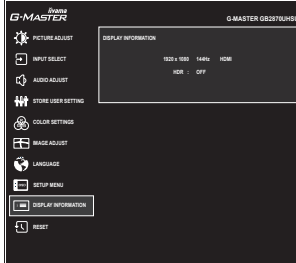 iiyama
G-MASTER
G-MASTER GB2870UHSU
PICTURE ADJUST
DISPLAY INFORMATION
INPUT SELECT
1920 x 1080 144Hz HDMI
HDR : OFF
AUDIO ADJUST
STORE USER SETTING
COLOR SETTINGS
IMAGE ADJUST
LANGUAGE
SETUP MENU
DISPLAY INFORMATION
RESET